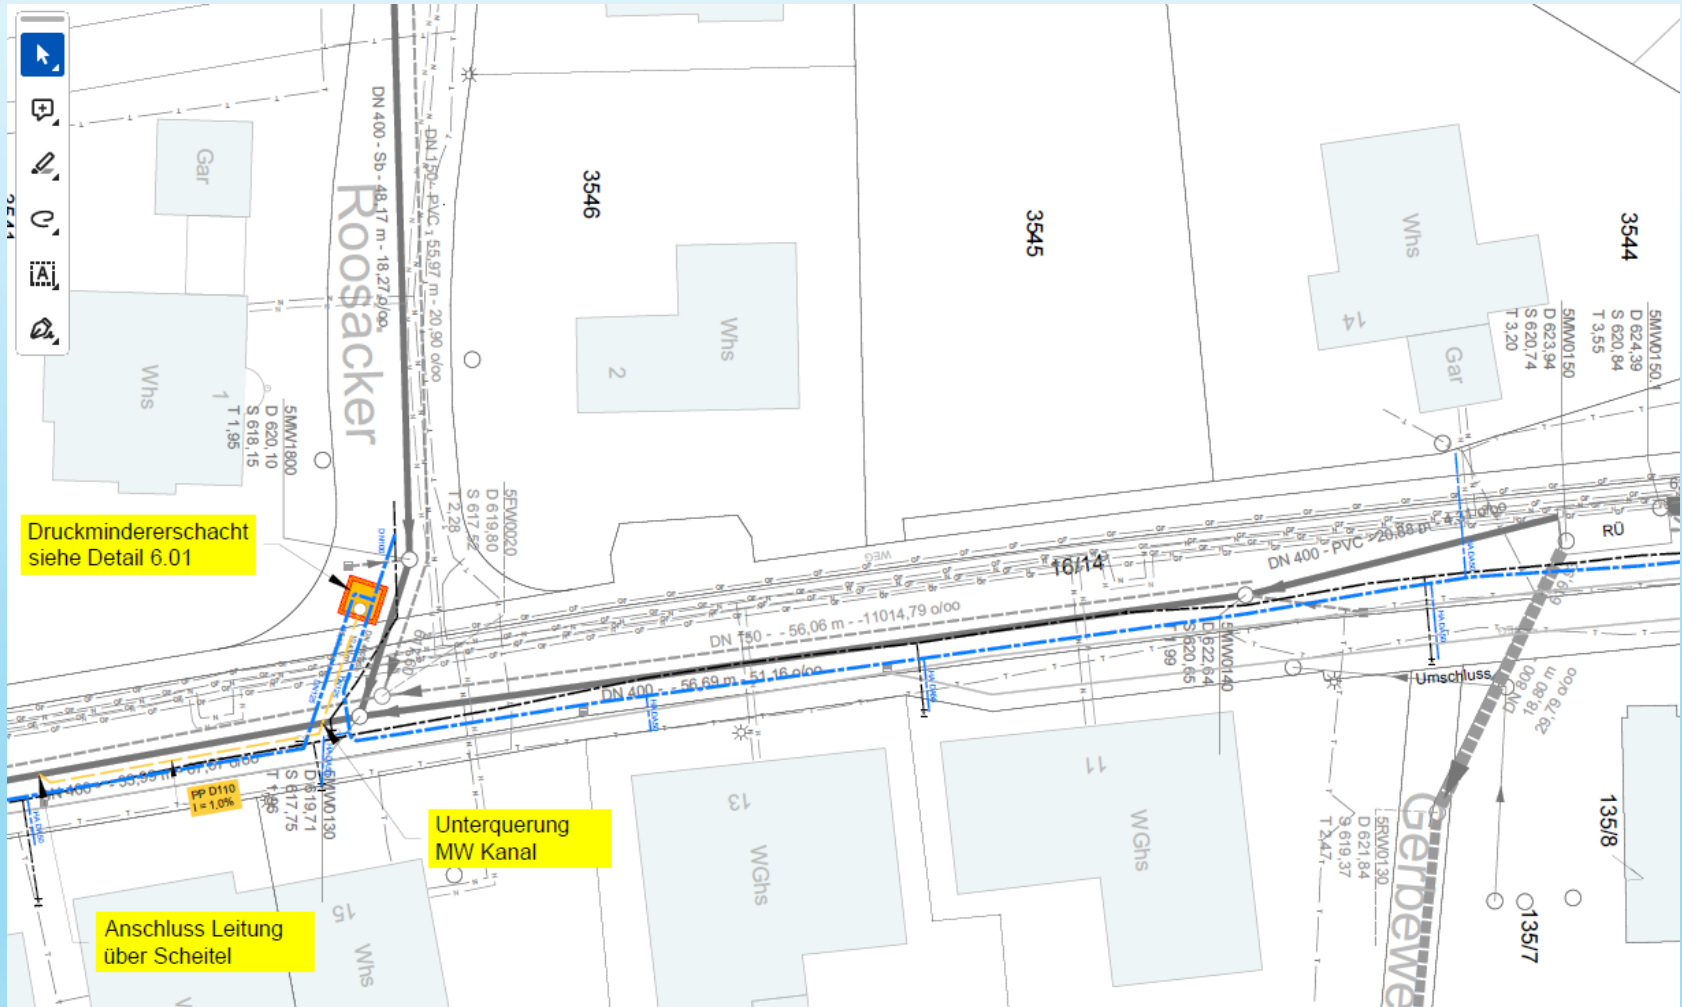 Gar
Roosäcker
DN 400 - Sb - 48,17 m - 18,27 o/oo
DN 150 - PVC - 55,97 m - 20,90 o/oo
3546
3545
3544
Whs
14
Gar
5MW0150
D 623,94
S 620,74
T 3,20
5MW0150.1
D 624,39
S 620,84
T 3,55
Whs
2
Whs
1
5MW1800
D 620,10
S 618,15
T 1,95
5FW0020
D 619,80
S 617,52
T 2,28
Druckmindererschacht
siehe Detail 6.01
WEG
16/14
RÜ
DN 150 - - 56,06 m - -11014,79 o/oo
DN 400 - - 56,69 m - 51,16 o/oo
5MW0140
D 622,64
S 620,65
T 1,99
Umschluss
DN 800
18,80 m
29,79 o/oo
5MW0130
D 619,71
S 617,75
T 1,96
PP D110
I = 1,0%
Unterquerung
MW Kanal
Anschluss Leitung
über Scheitel
15
Whs
13
WGhs
11
WGhs
5RW0130
D 621,84
S 619,37
T 2,47
Gerbewe
135/8
135/7